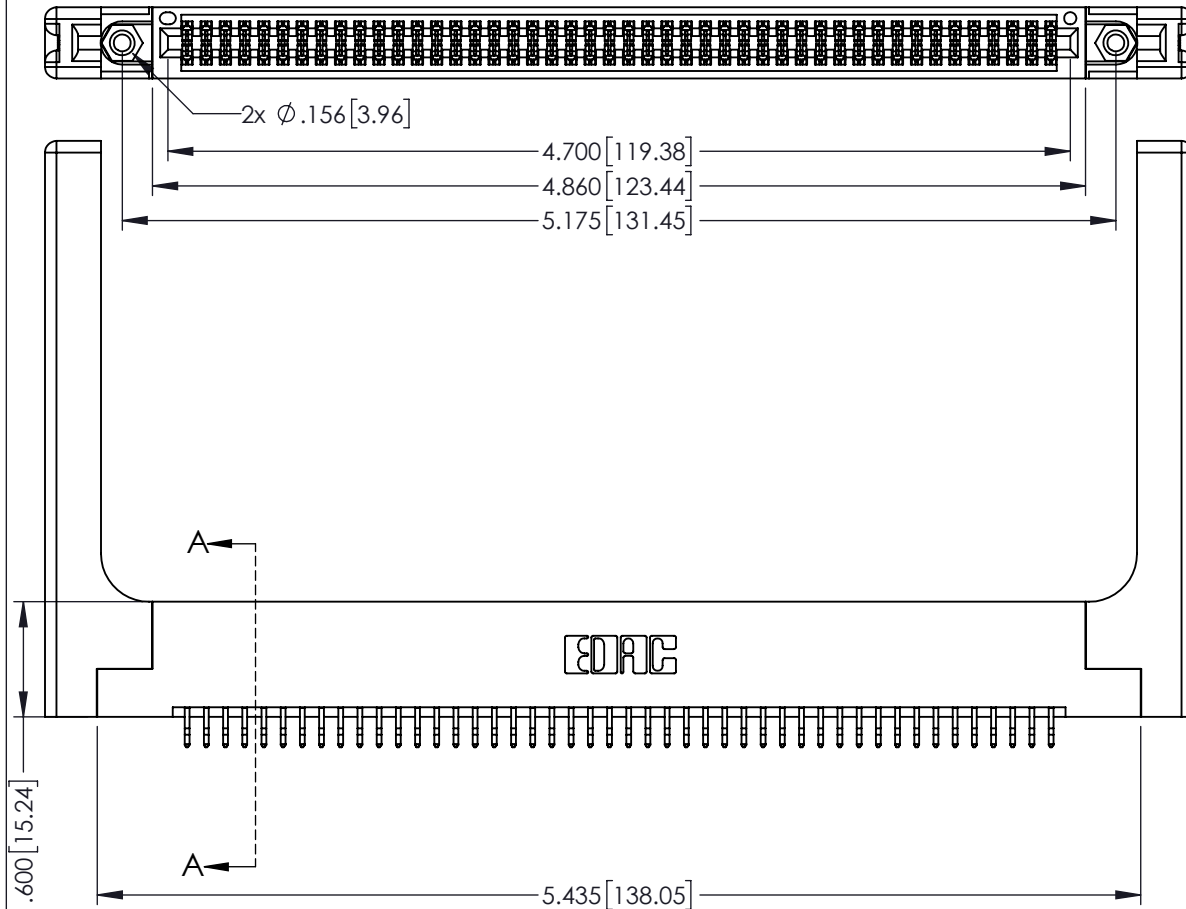 2x Ø.156[3.96]
4.700[119.38]
4.860[123.44]
5.175[131.45]
A
EDAC
A
.600[15.24]
5.435[138.05]